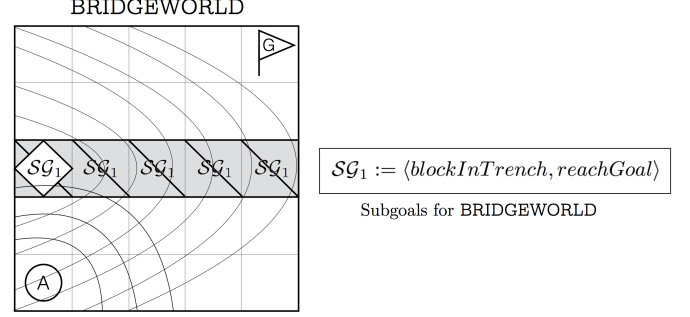 BRIDGEWORLD
G
SG₁ SG₁ SG₁ SG₁ SG₁
SG₁ := ⟨blockInTrench, reachGoal⟩
Subgoals for BRIDGEWORLD
A